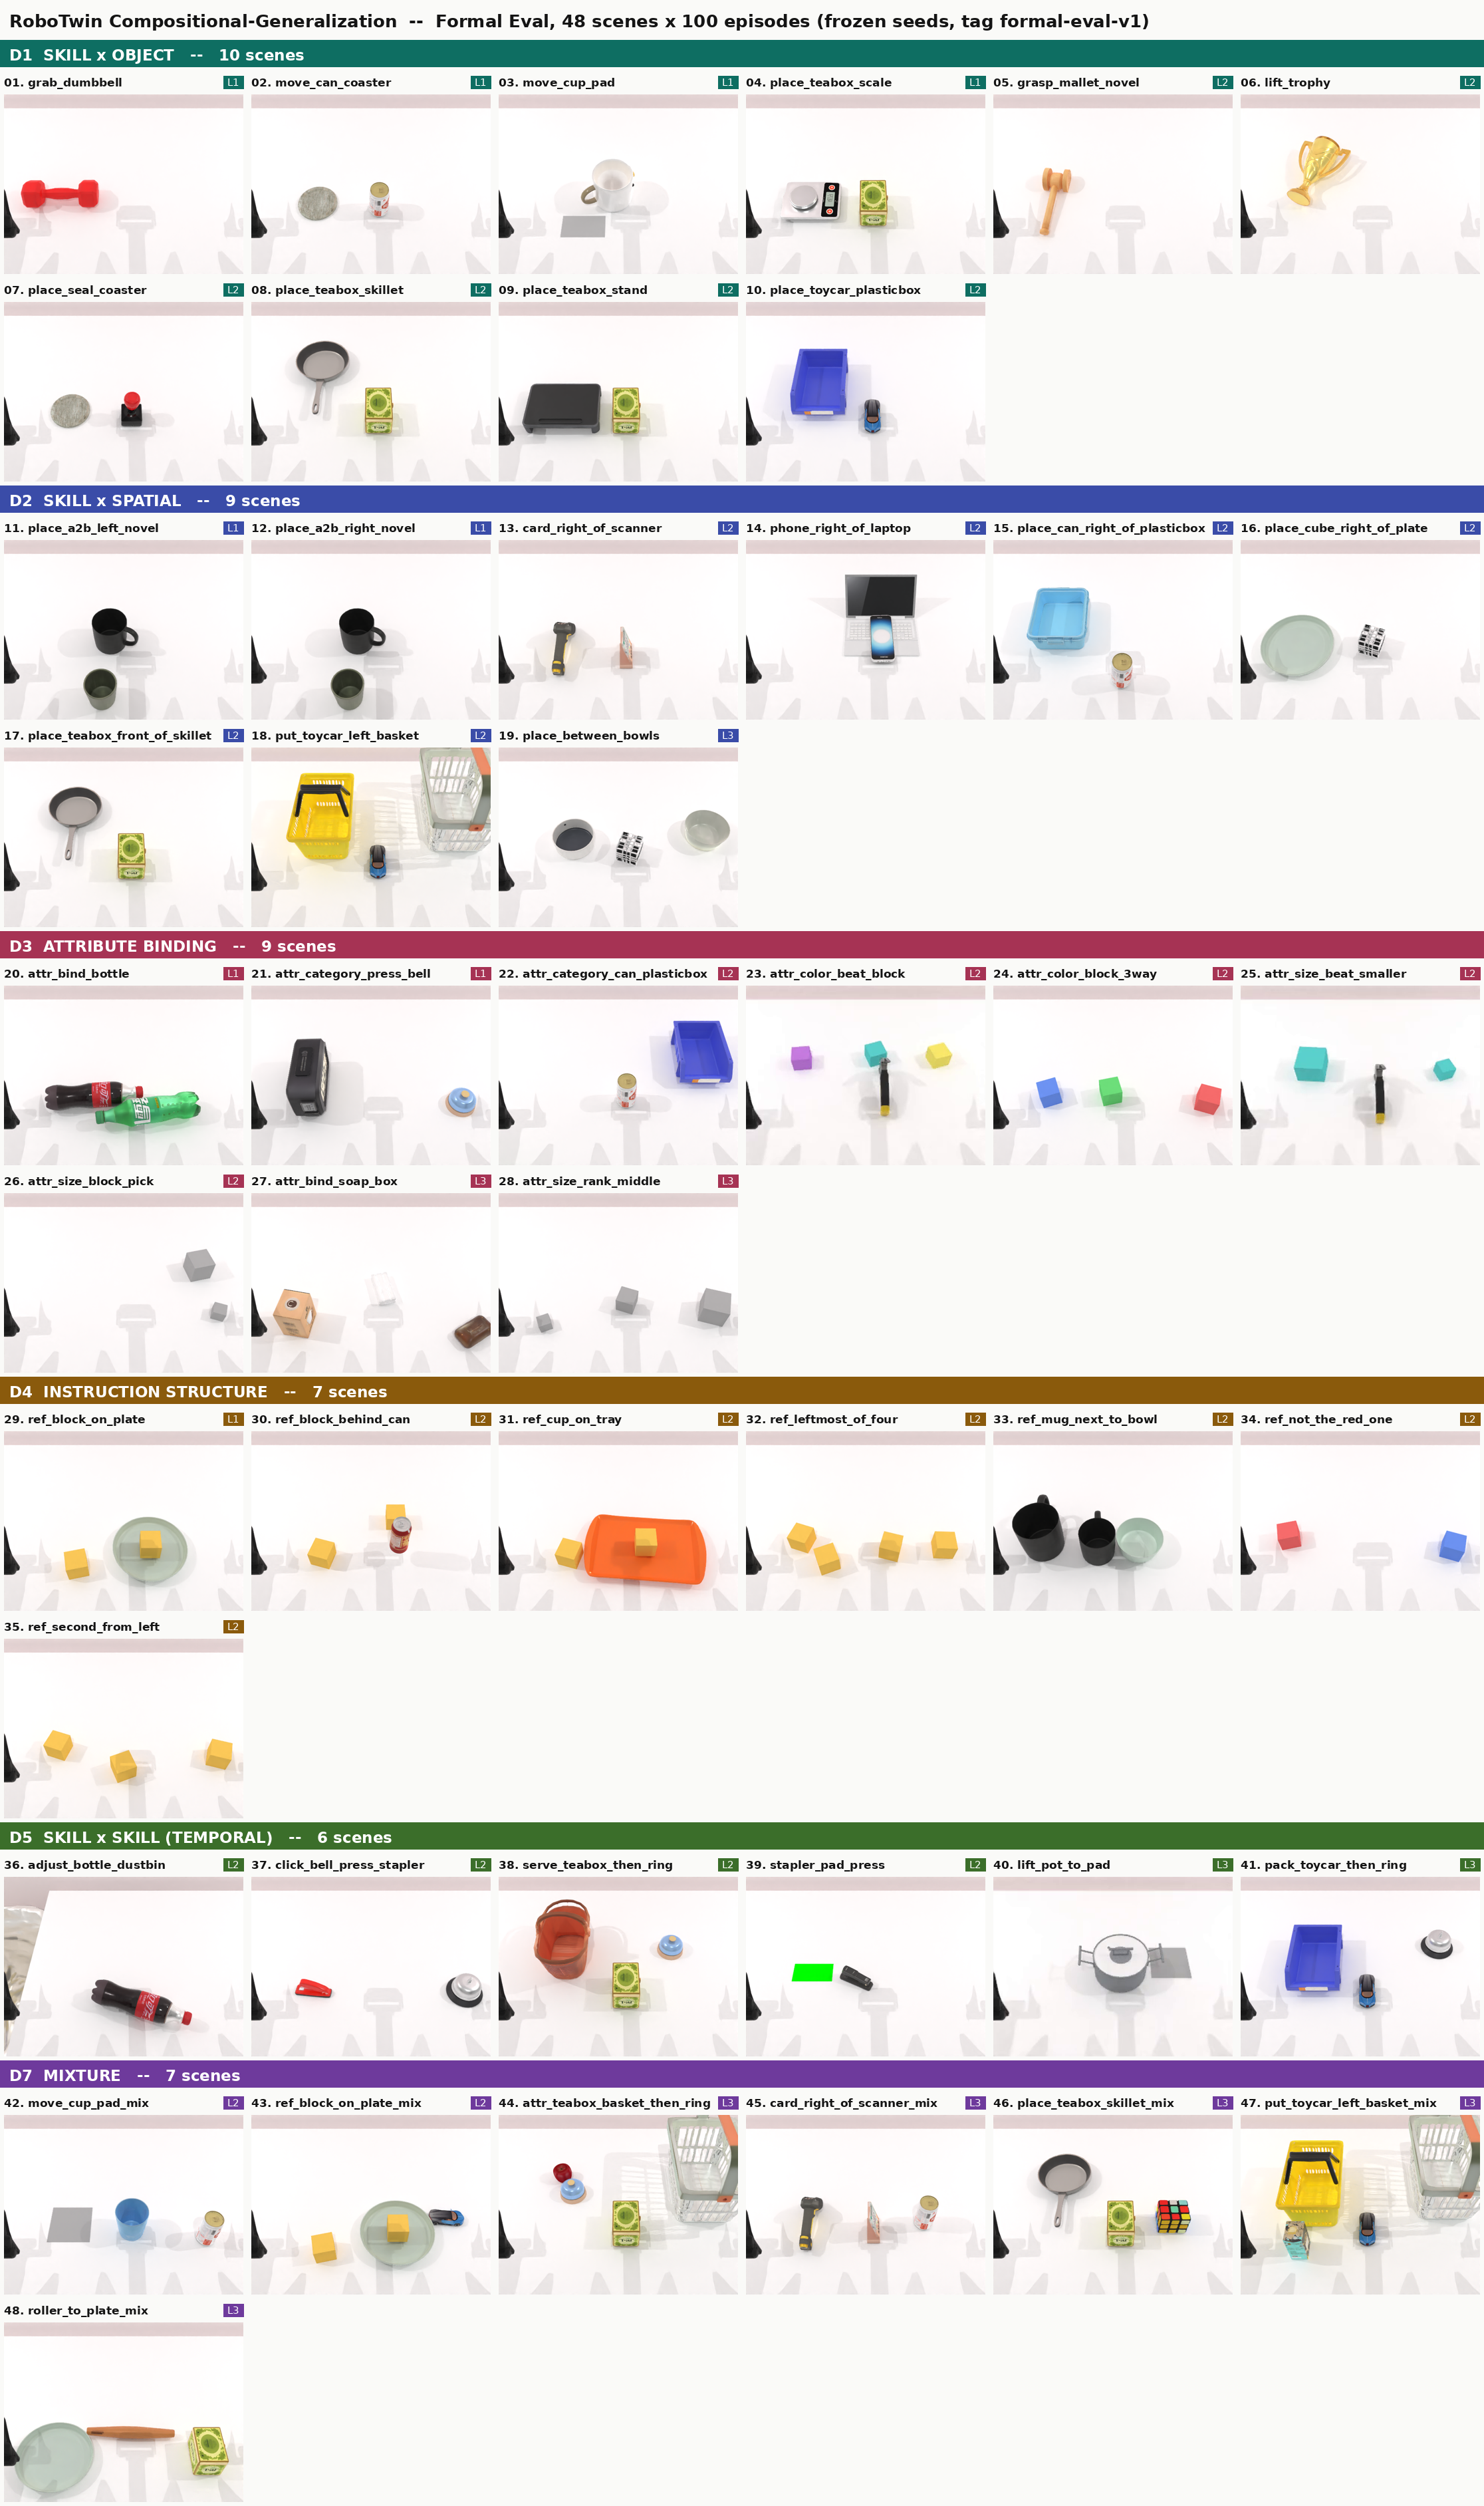 RoboTwin Compositional-Generalization -- Formal Eval, 48 scenes x 100 episodes (frozen seeds, tag formal-eval-v1)
D1 SKILL x OBJECT -- 10 scenes
01. grab_dumbbell L1
02. move_can_coaster L1
03. move_cup_pad L1
04. place_teabox_scale L1
05. grasp_mallet_novel L2
06. lift_trophy L2
07. place_seal_coaster L2
08. place_teabox_skillet L2
09. place_teabox_stand L2
10. place_toycar_plasticbox L2
D2 SKILL x SPATIAL -- 9 scenes
11. place_a2b_left_novel L1
12. place_a2b_right_novel L1
13. card_right_of_scanner L2
14. phone_right_of_laptop L2
15. place_can_right_of_plasticbox L2
16. place_cube_right_of_plate L2
17. place_teabox_front_of_skillet L2
18. put_toycar_left_basket L2
19. place_between_bowls L3
D3 ATTRIBUTE BINDING -- 9 scenes
20. attr_bind_bottle L1
21. attr_category_press_bell L1
22. attr_category_can_plasticbox L2
23. attr_color_beat_block L2
24. attr_color_block_3way L2
25. attr_size_beat_smaller L2
26. attr_size_block_pick L2
27. attr_bind_soap_box L3
28. attr_size_rank_middle L3
D4 INSTRUCTION STRUCTURE -- 7 scenes
29. ref_block_on_plate L1
30. ref_block_behind_can L2
31. ref_cup_on_tray L2
32. ref_leftmost_of_four L2
33. ref_mug_next_to_bowl L2
34. ref_not_the_red_one L2
35. ref_second_from_left L2
D5 SKILL x SKILL (TEMPORAL) -- 6 scenes
36. adjust_bottle_dustbin L2
37. click_bell_press_stapler L2
38. serve_teabox_then_ring L2
39. stapler_pad_press L2
40. lift_pot_to_pad L3
41. pack_toycar_then_ring L3
D7 MIXTURE -- 7 scenes
42. move_cup_pad_mix L2
43. ref_block_on_plate_mix L2
44. attr_teabox_basket_then_ring L3
45. card_right_of_scanner_mix L3
46. place_teabox_skillet_mix L3
47. put_toycar_left_basket_mix L3
48. roller_to_plate_mix L3